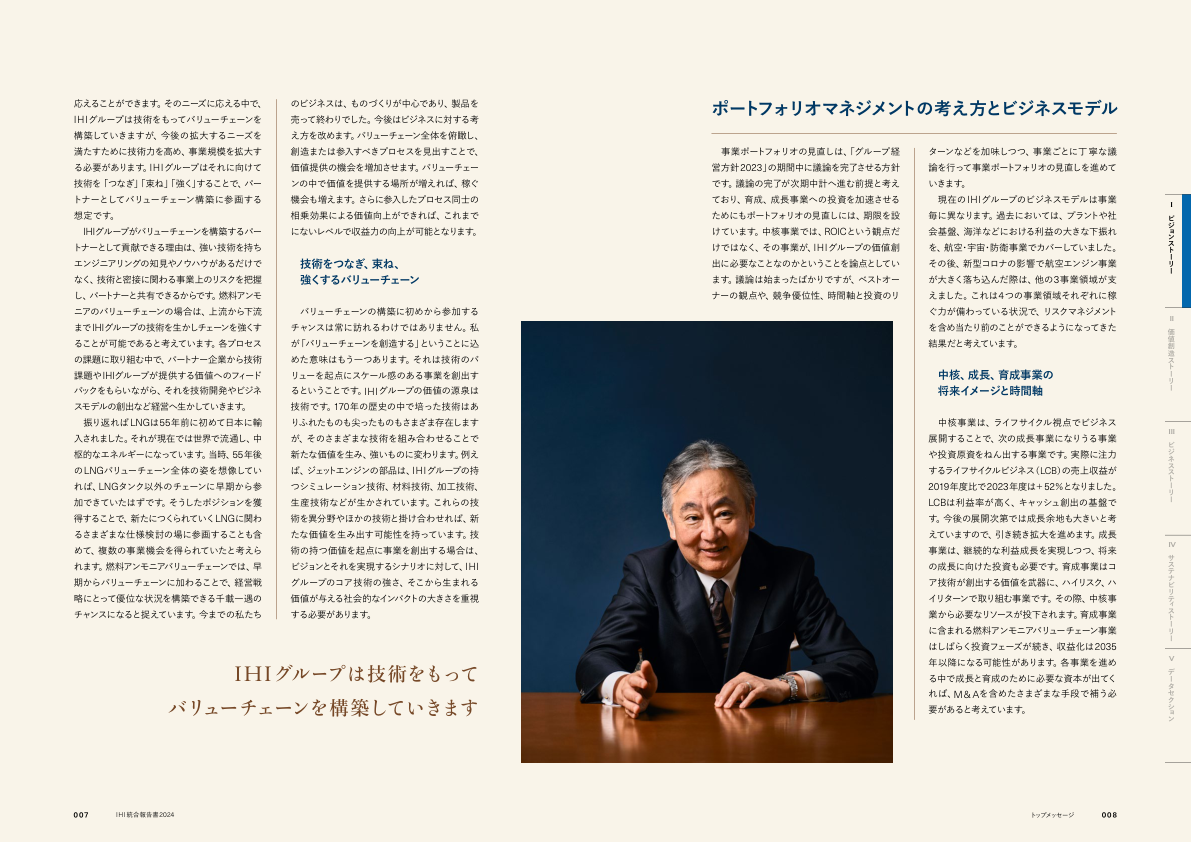 応えることができます。そのニーズに応える中で、
IHIグループは技術をもってバリューチェーンを
構築していきますが、今後の拡大するニーズを
満たすために技術力を高め、事業規模を拡大す
る必要があります。IHIグループはそれに向けて
技術を「つなぎ」「束ね」「強く」することで、パー
トナーとしてバリューチェーン構築に参画する
想定です。
　IHIグループがバリューチェーンを構築するパー
トナーとして貢献できる理由は、強い技術を持ち
エンジニアリングの知見やノウハウがあるだけで
なく、技術と密接に関わる事業上のリスクを把握
し、パートナーと共有できるからです。燃料アンモ
ニアのバリューチェーンの場合は、上流から下流
までIHIグループの技術を生かしチェーンを強くす
ることが可能であると考えています。各プロセス
の課題に取り組む中で、パートナー企業から技術
課題やIHIグループが提供する価値へのフィード
バックをもらいながら、それを技術開発やビジネ
スモデルの創出など経営へ生かしていきます。
　振り返ればLNGは55年前に初めて日本に輸
入されました。それが現在では世界で流通し、中
枢的なエネルギーになっています。当時、55年後
のLNGバリューチェーン全体の姿を想像してい
れば、LNGタンク以外のチェーンに早期から参
加できていたはずです。そうしたポジションを獲
得することで、新たにつくられていくLNGに関わ
るさまざまな仕様検討の場に参画することも含
めて、複数の事業機会を得られていたと考えら
れます。燃料アンモニアバリューチェーンでは、早
期からバリューチェーンに加わることで、経営戦
略にとって優位な状況を構築できる千載一遇の
チャンスになると捉えています。今までの私たち
のビジネスは、ものづくりが中心であり、製品を
売って終わりでした。今後はビジネスに対する考
え方を改めます。バリューチェーン全体を俯瞰し、
創造または参入すべきプロセスを見出すことで、
価値提供の機会を増加させます。バリューチェー
ンの中で価値を提供する場所が増えれば、稼ぐ
機会も増えます。さらに参入したプロセス同士の
相乗効果による価値向上ができれば、これまで
にないレベルで収益力の向上が可能となります。
技術をつなぎ、束ね、
強くするバリューチェーン
　バリューチェーンの構築に初めから参加する
チャンスは常に訪れるわけではありません。私
が「バリューチェーンを創造する」ということに込
めた意味はもう一つあります。それは技術のバ
リューを起点にスケール感のある事業を創出す
るということです。IHIグループの価値の源泉は
技術です。170年の歴史の中で培った技術はあ
りふれたものも尖ったものもさまざま存在します
が、そのさまざまな技術を組み合わせることで
新たな価値を生み、強いものに変わります。例え
ば、ジェットエンジンの部品は、IHIグループの持
つシミュレーション技術、材料技術、加工技術、
生産技術などが生かされています。これらの技
術を異分野やほかの技術と掛け合わせれば、新
たな価値を生み出す可能性を持っています。技
術の持つ価値を起点に事業を創出する場合は、
ビジョンとそれを実現するシナリオに対して、IHI
グループのコア技術の強さ、そこから生まれる
価値が与える社会的なインパクトの大きさを重視
する必要があります。
IHIグループは技術をもって
バリューチェーンを構築していきます
007
IHI統合報告書2024
ポートフォリオマネジメントの考え方とビジネスモデル
　事業ポートフォリオの見直しは、「グループ経
営方針2023」の期間中に議論を完了させる方針
です。議論の完了が次期中計へ進む前提と考え
ており、育成、成長事業への投資を加速させる
ためにもポートフォリオの見直しには、期限を設
けています。中核事業では、ROICという観点だ
けではなく、その事業が、IHIグループの価値創
出に必要なことなのかということを論点としてい
ます。議論は始まったばかりですが、ベストオー
ナーの観点や、競争優位性、時間軸と投資のリ
ターンなどを加味しつつ、事業ごとに丁寧な議
論を行って事業ポートフォリオの見直しを進めて
いきます。
　現在のIHIグループのビジネスモデルは事業
毎に異なります。過去においては、プラントや社
会基盤、海洋などにおける利益の大きな下振れ
を、航空・宇宙・防衛事業でカバーしていました。
その後、新型コロナの影響で航空エンジン事業
が大きく落ち込んだ際は、他の3事業領域が支
えました。これは4つの事業領域それぞれに稼
ぐ力が備わっている状況で、リスクマネジメント
を含め当たり前のことができるようになってきた
結果だと考えています。
中核、成長、育成事業の
将来イメージと時間軸
　中核事業は、ライフサイクル視点でビジネス
展開することで、次の成長事業になりうる事業
や投資原資をねん出する事業です。実際に注力
するライフサイクルビジネス（LCB）の売上収益が
2019年度比で2023年度は+52%となりました。
LCBは利益率が高く、キャッシュ創出の基盤で
す。今後の展開次第では成長余地も大きいと考
えていますので、引き続き拡大を進めます。成長
事業は、継続的な利益成長を実現しつつ、将来
の成長に向けた投資も必要です。育成事業はコ
ア技術が創出する価値を武器に、ハイリスク、ハ
イリターンで取り組む事業です。その際、中核事
業から必要なリソースが投下されます。育成事業
に含まれる燃料アンモニアバリューチェーン事業
はしばらく投資フェーズが続き、収益化は2035
年以降になる可能性があります。各事業を進め
る中で成長と育成のために必要な資本が出てく
れば、M&Aを含めたさまざまな手段で補う必
要があると考えています。
I ビジョンストーリー
II 価値創造ストーリー
III ビジネスストーリー
IV サステナビリティストーリー
V データセクション
トップメッセージ
008